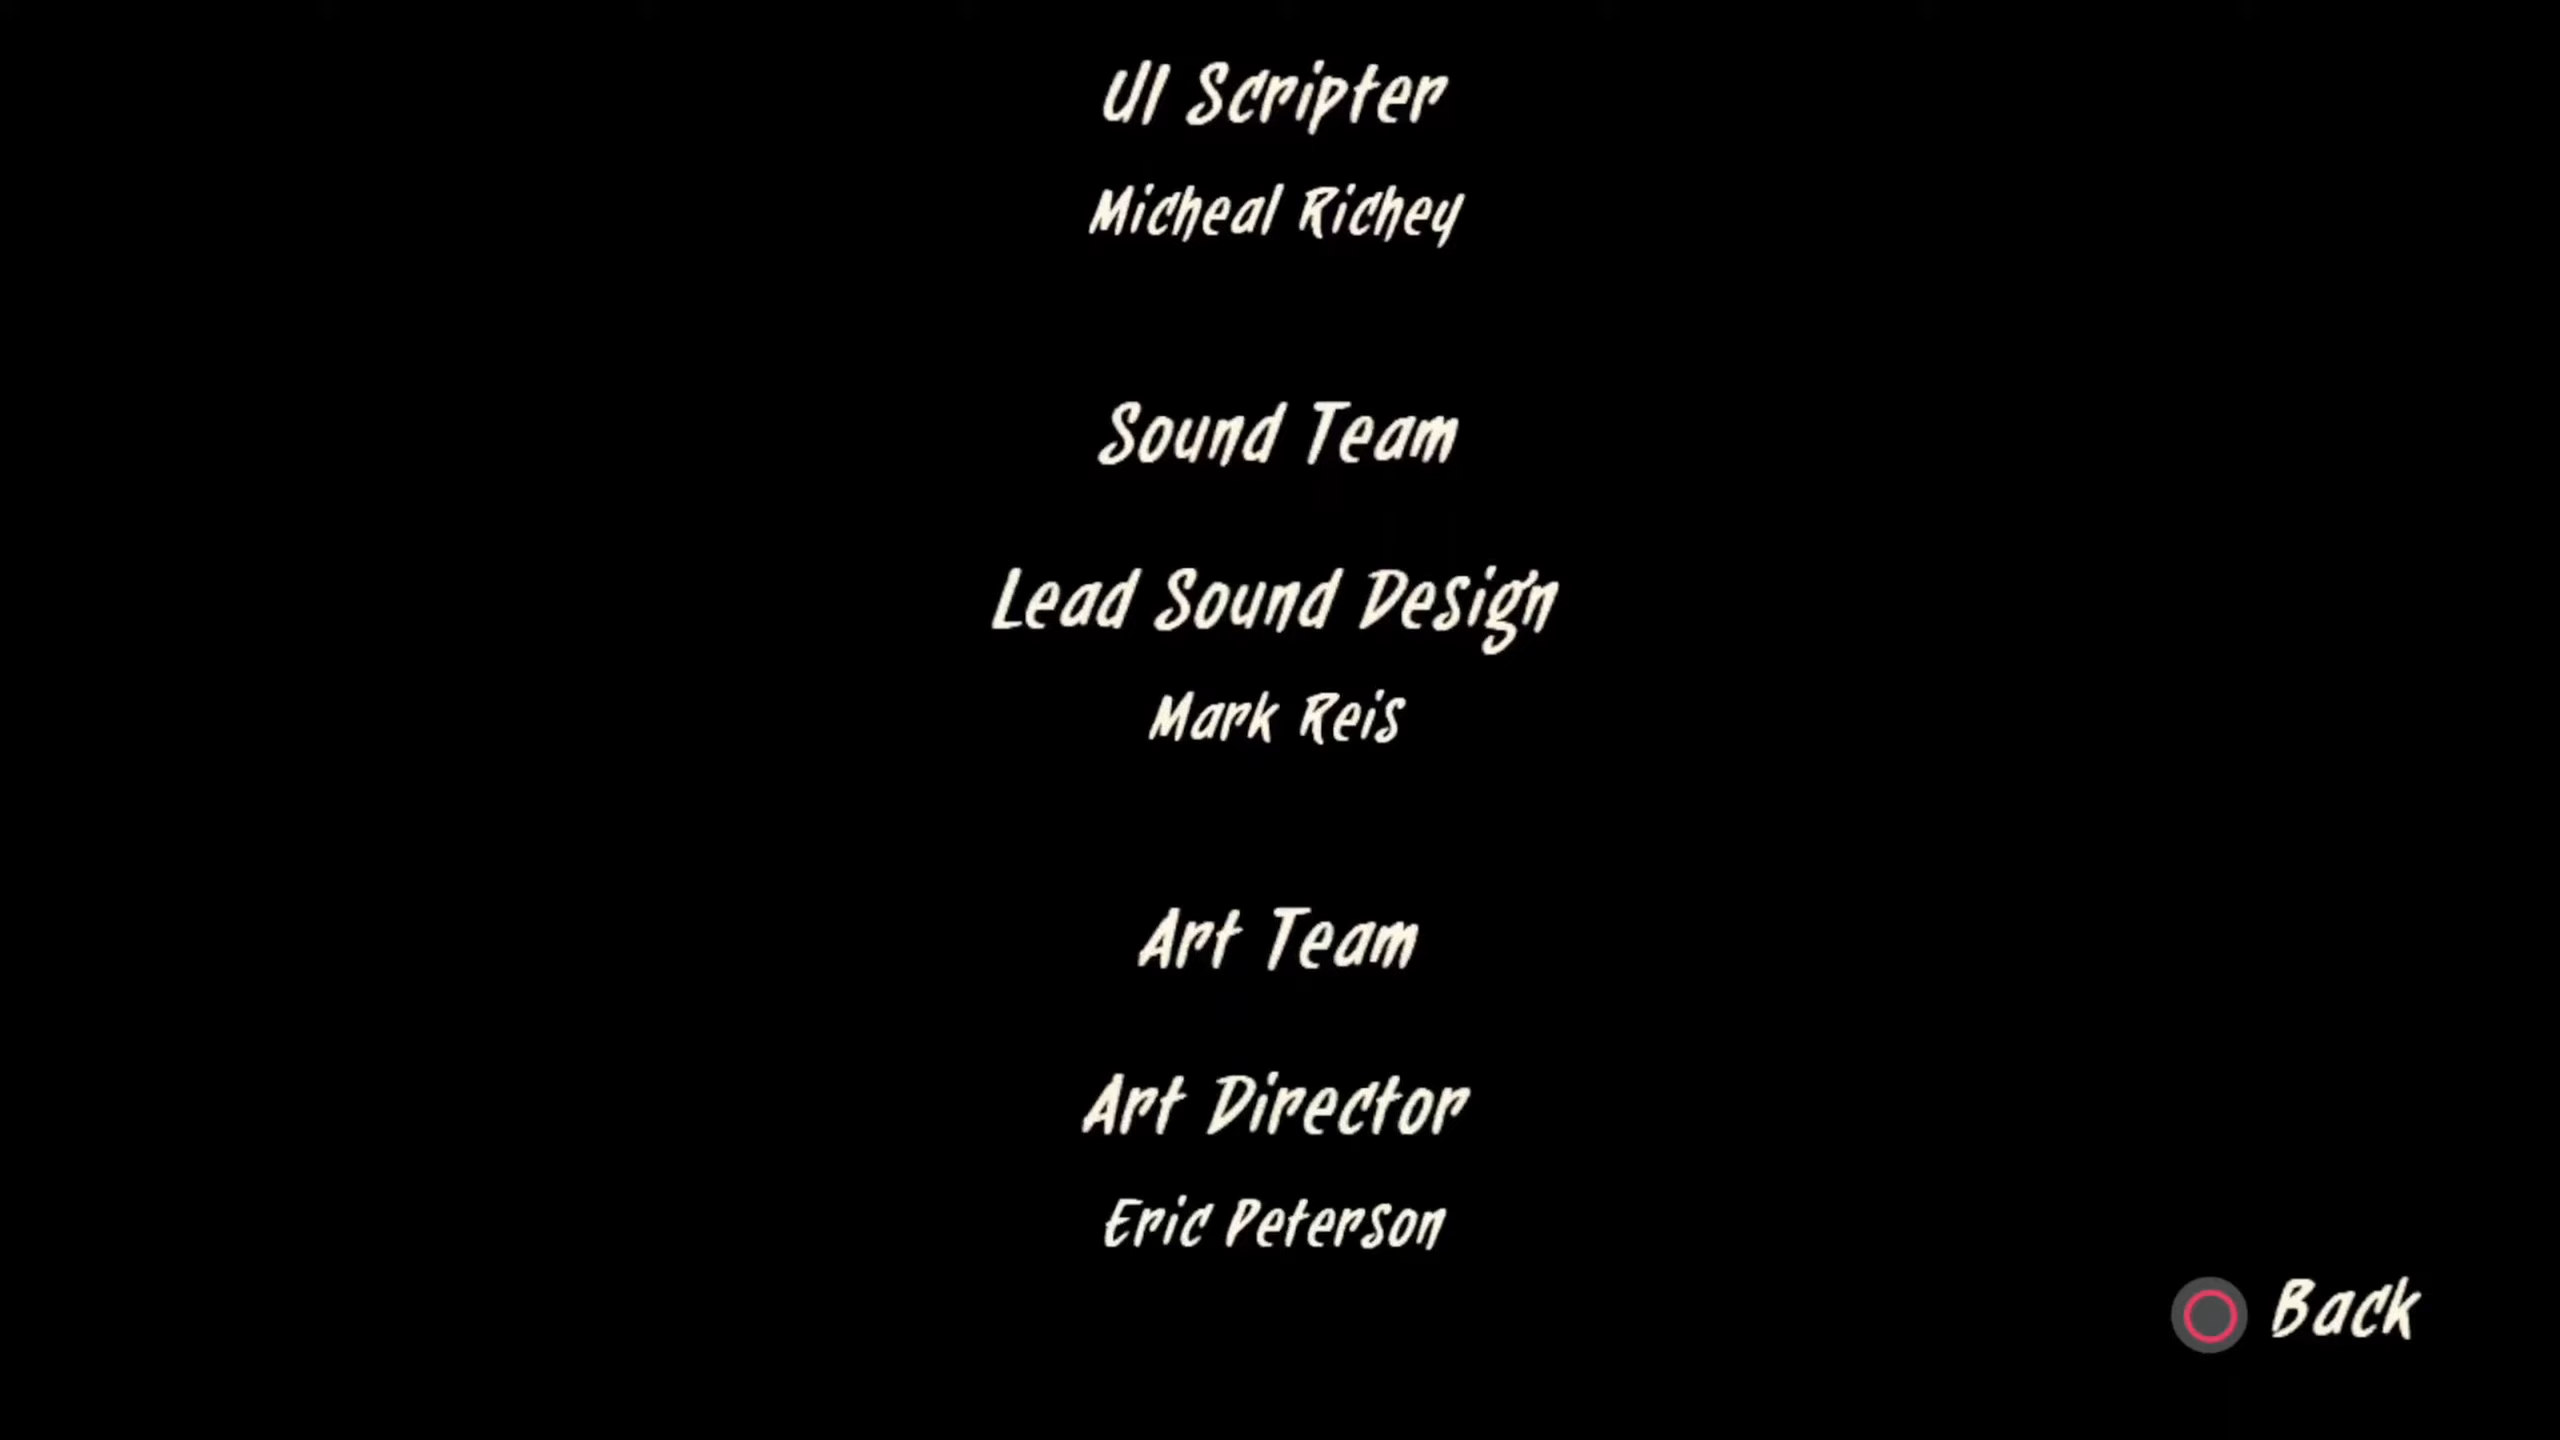 UI Scripter
Micheal Richey
Sound Team
Lead Sound Design
Mark Reis
Art Team
Art Director
Eric Peterson
Back